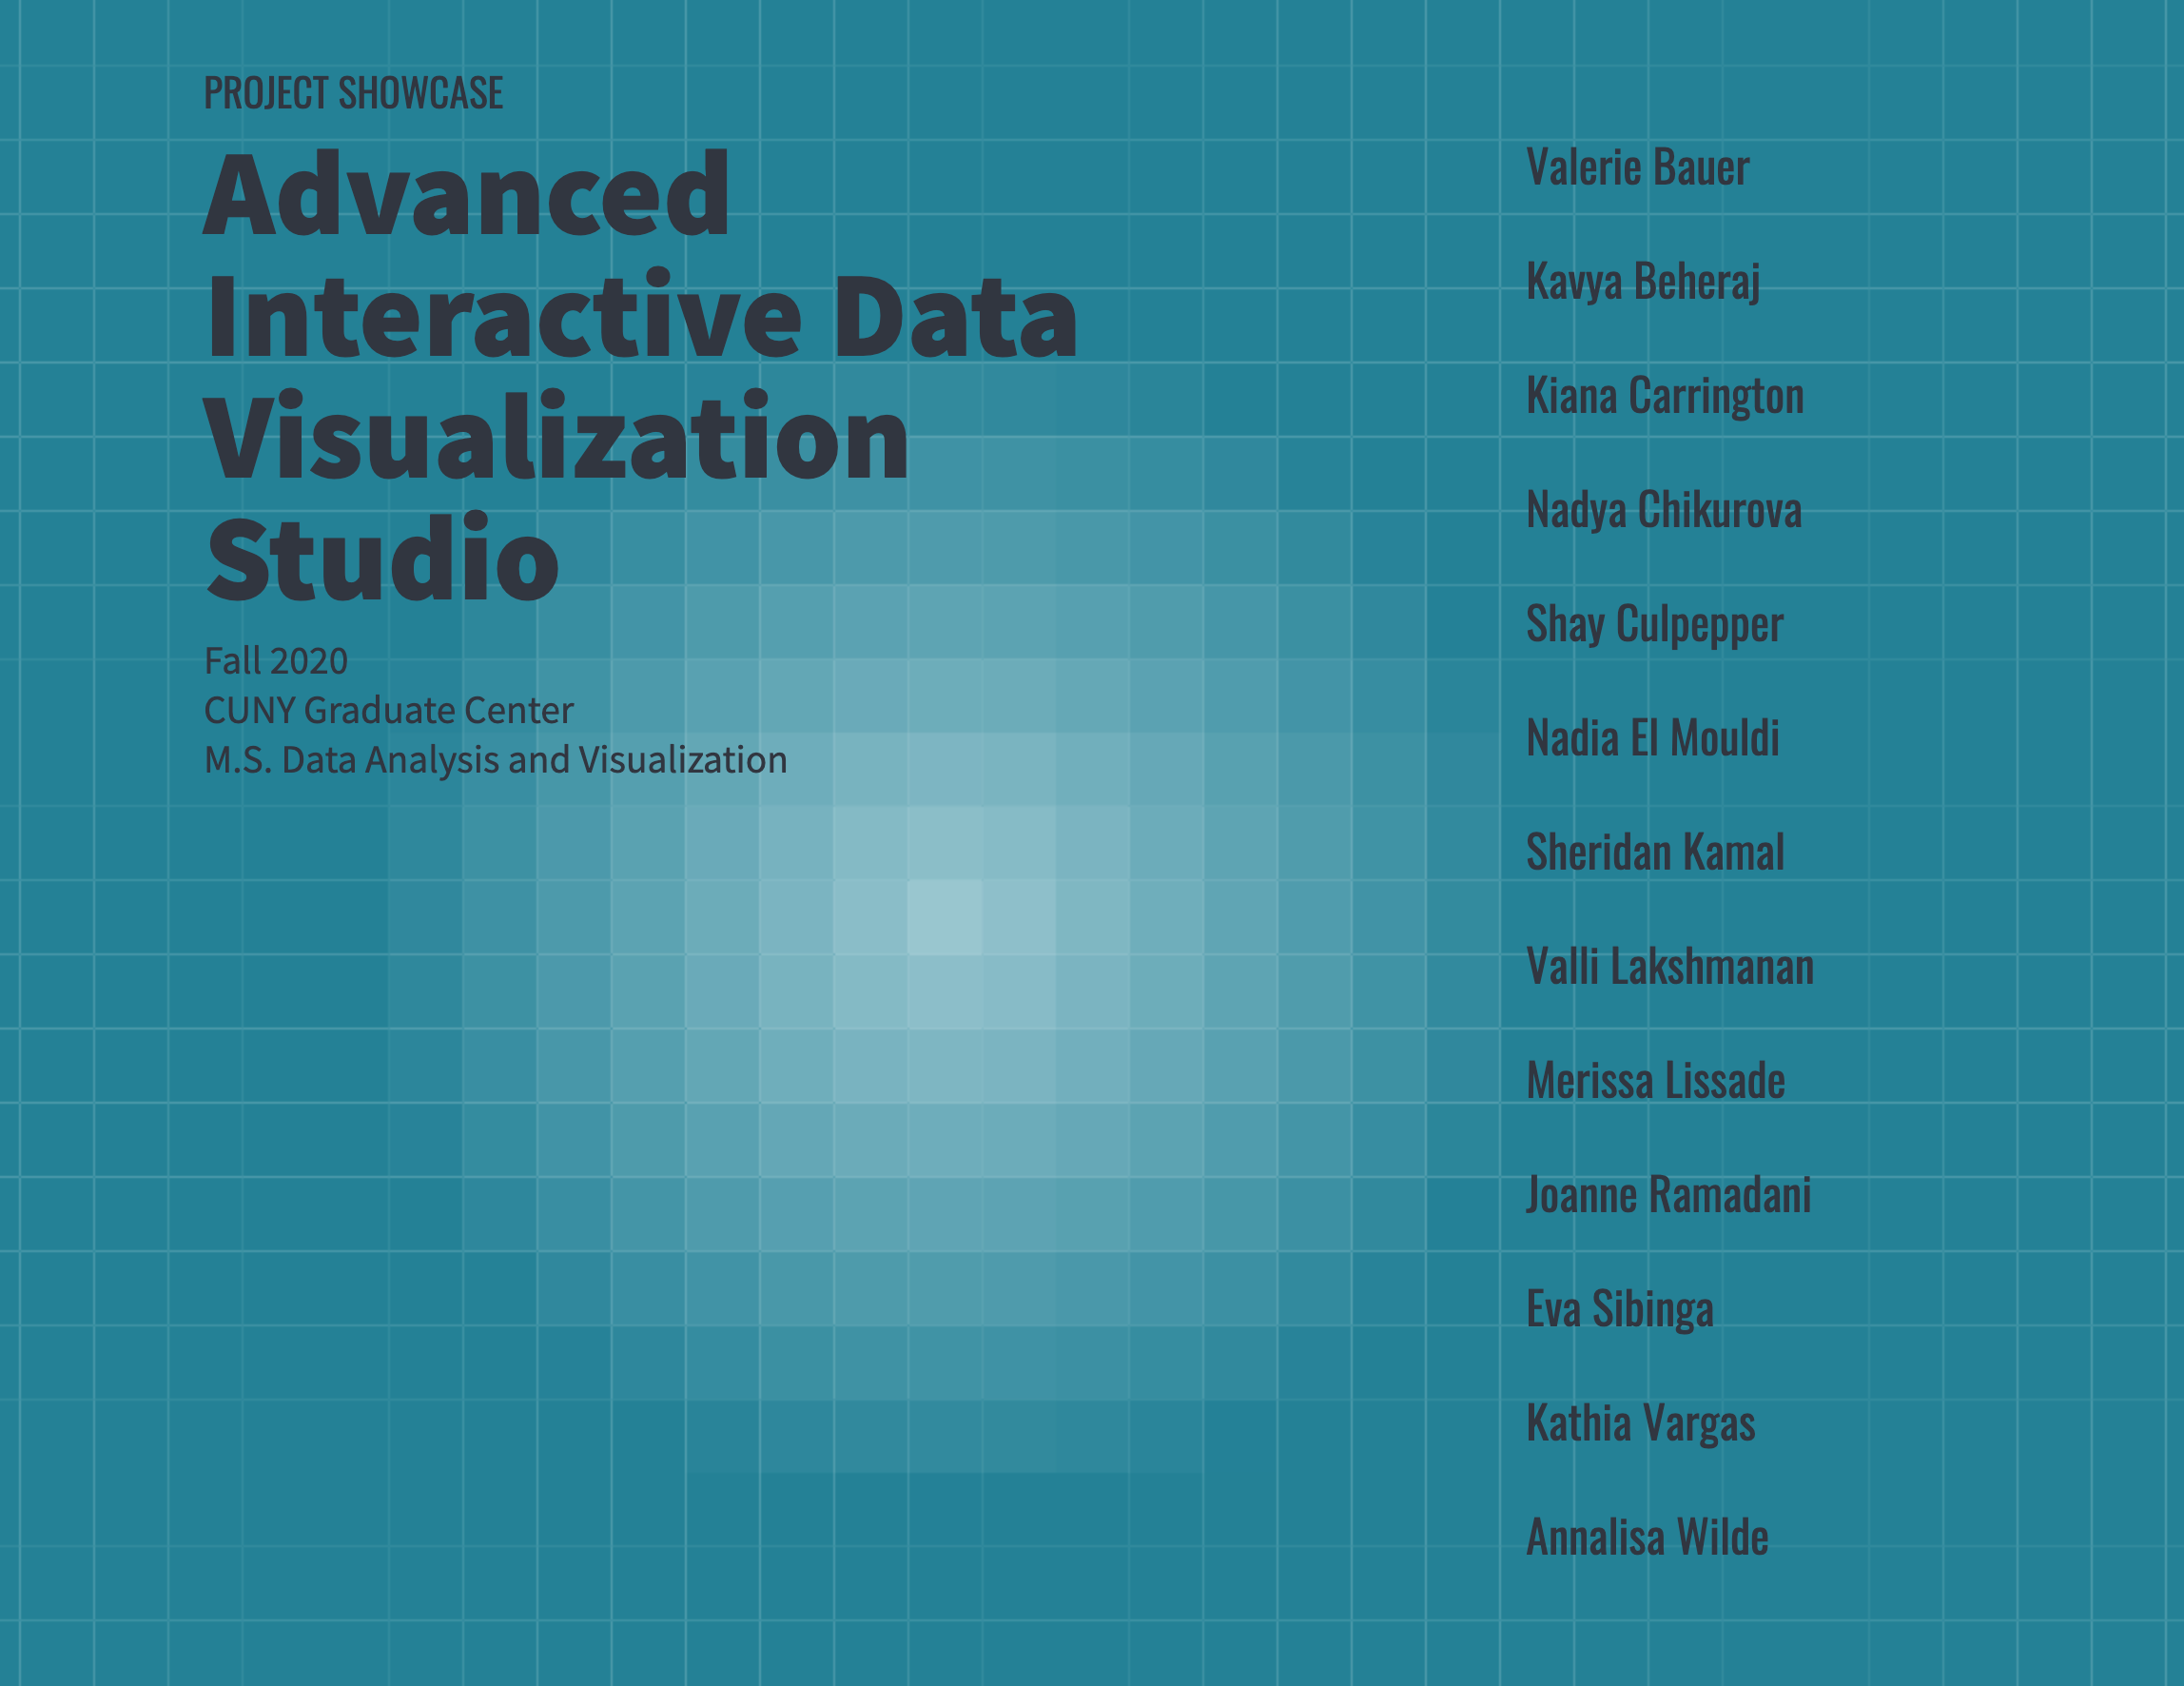 PROJECT SHOWCASE
Advanced
Interactive Data
Visualization
Studio
Fall 2020
CUNY Graduate Center
M.S. Data Analysis and Visualization
Valerie Bauer
Kavya Beheraj
Kiana Carrington
Nadya Chikurova
Shay Culpepper
Nadia El Mouldi
Sheridan Kamal
Valli Lakshmanan
Merissa Lissade
Joanne Ramadani
Eva Sibinga
Kathia Vargas
Annalisa Wilde